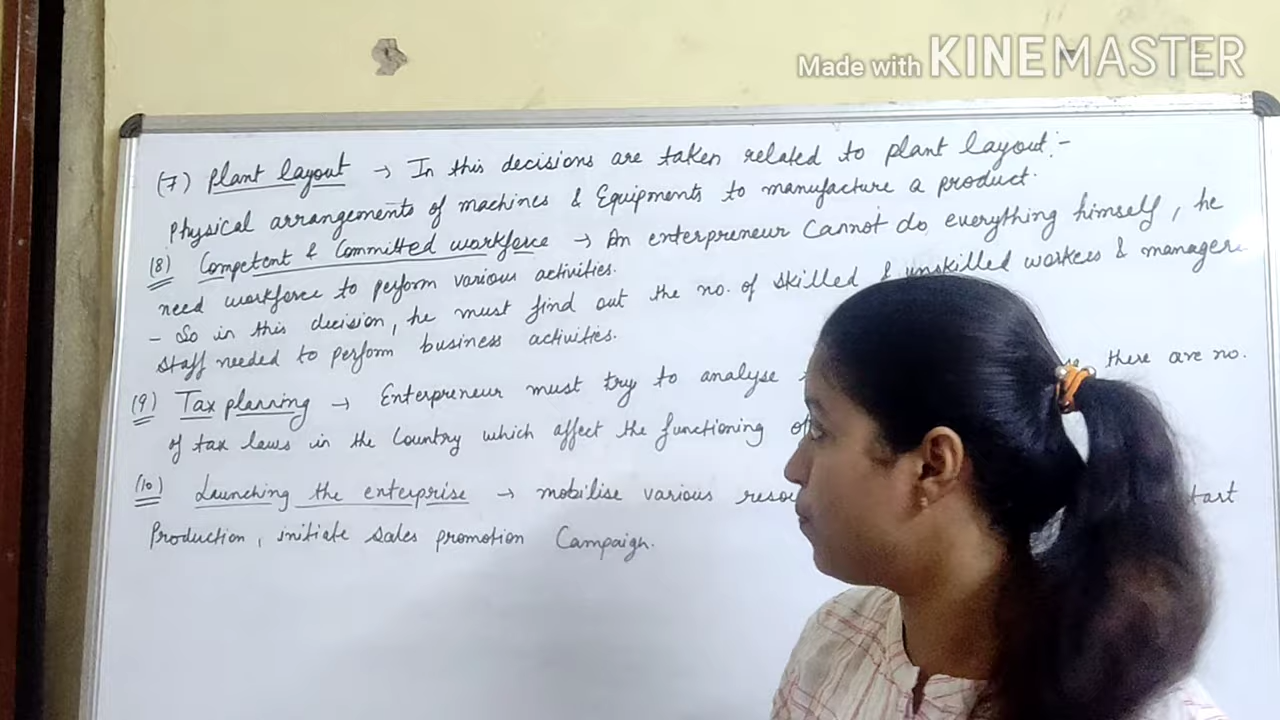 Made with KINEMASTER
(7) Plant layout → In this decisions are taken related to plant layout:-
Physical arrangements of machines & Equipments to manufacture a product.
(8) Competent & Committed workforce → An enterpreneur Cannot do everything himself, he
need workforce to perform various activities.
- So in this decision, he must find out the no. of skilled & unskilled workers & manageri
staff needed to perform business activities.
(9) Tax planning → Enterpreneur must try to analyse there are no.
of tax laws in the Country which affect the functioning of
(10) Launching the enterprise → mobilise various resou tart
Production, initiate sales promotion Campaign.